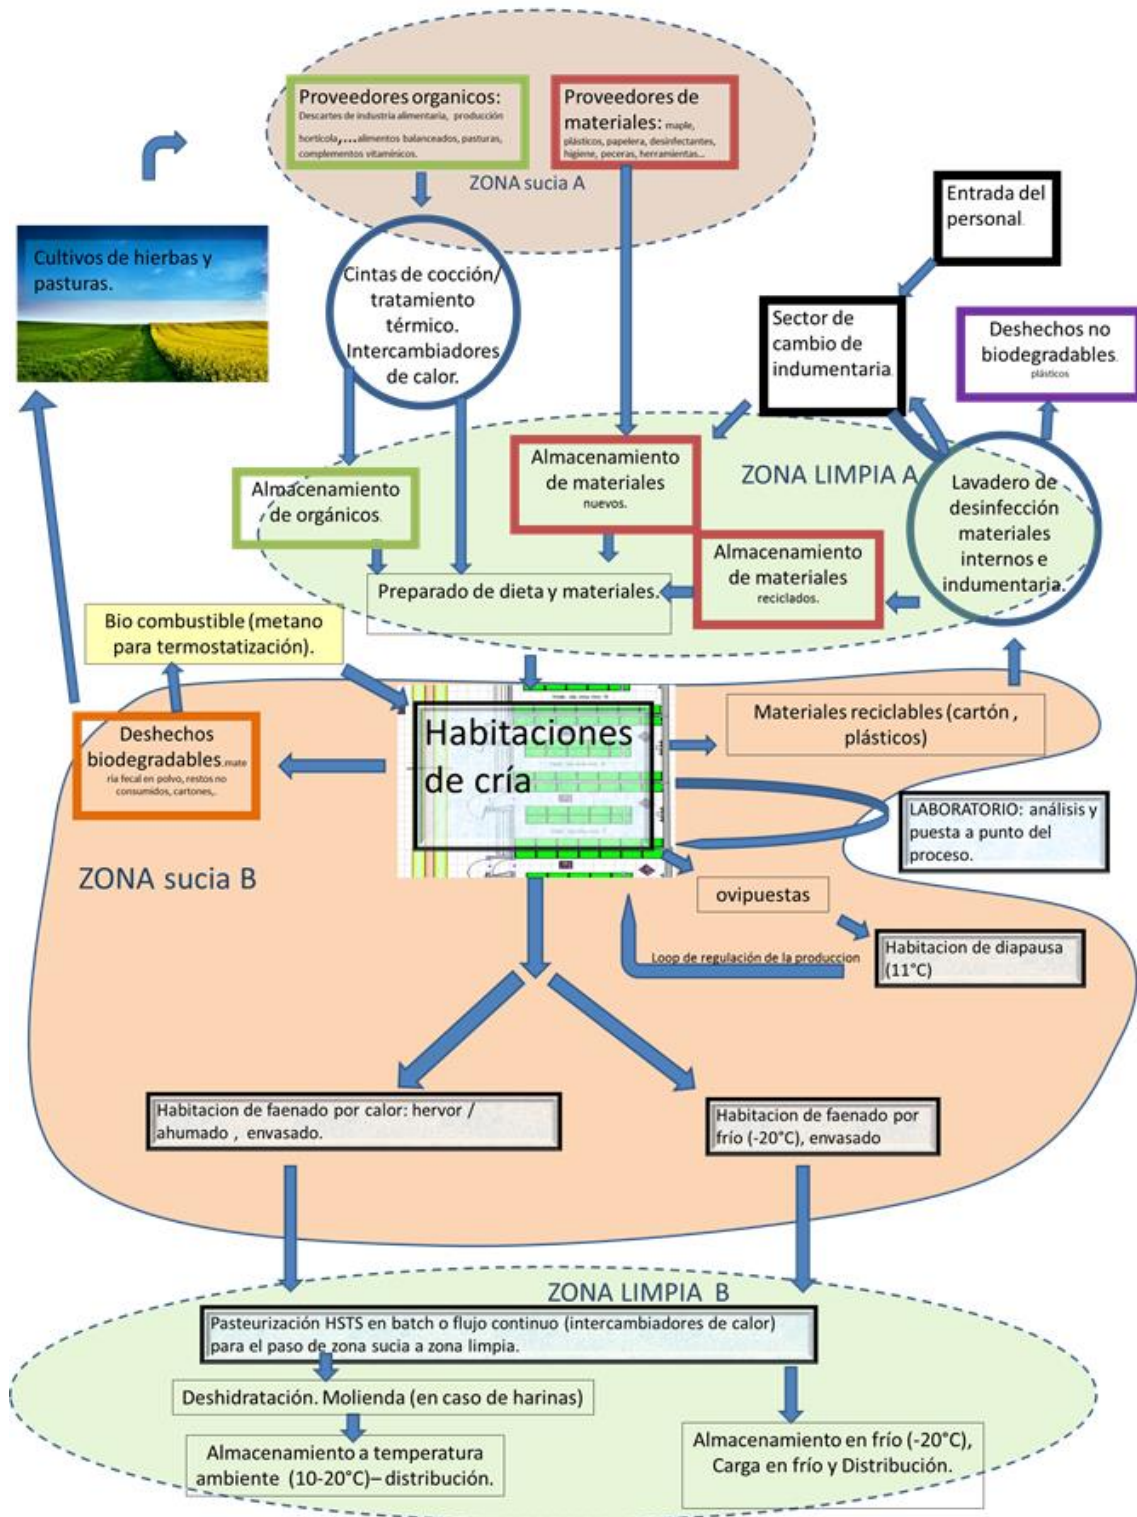 Proveedores organicos:
Descartes de industria alimentaria, producción
hortícola,...alimentos balanceados, pasturas,
complementos vitamínicos.
Proveedores de
materiales: maple,
plásticos, papelera, desinfectantes,
higiene, peceras, herramientas...
ZONA sucia A
Entrada del
personal.
Cultivos de hierbas y
pasturas.
Cintas de cocción/
tratamiento
térmico.
Intercambiadores
de calor.
Sector de
cambio de
indumentaria.
Deshechos no
biodegradables.
plásticos
Almacenamiento
de materiales
nuevos.
ZONA LIMPIA A
Almacenamiento
de orgánicos.
Lavadero de
desinfección
materiales
internos e
indumentaria.
Almacenamiento
de materiales
reciclados.
Preparado de dieta y materiales.
Bio combustible (metano
para termostatización).
Deshechos
biodegradables.mate
ria fecal en polvo, restos no
consumidos, cartones,.
Habitaciones
de cría
Materiales reciclables (cartón ,
plásticos)
LABORATORIO: análisis y
puesta a punto del
proceso.
ZONA sucia B
ovipuestas
Habitacion de diapausa
(11°C)
Loop de regulación de la produccion
Habitacion de faenado por calor: hervor /
ahumado , envasado.
Habitacion de faenado por
frío (-20°C), envasado
ZONA LIMPIA B
Pasteurización HSTS en batch o flujo continuo (intercambiadores de calor)
para el paso de zona sucia a zona limpia.
Deshidratación. Molienda (en caso de harinas)
Almacenamiento a temperatura
ambiente (10-20°C)– distribución.
Almacenamiento en frío (-20°C),
Carga en frío y Distribución.